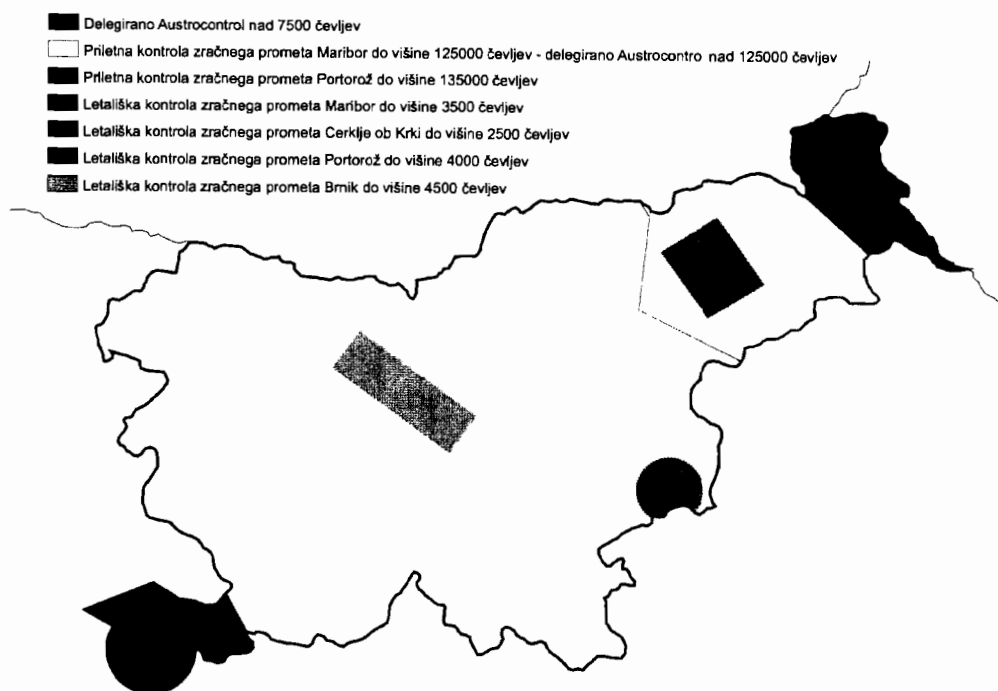 Delegirano Austrocontrol nad 7500 čevljev
Priletna kontrola zračnega prometa Maribor do višine 125000 čevljev - delegirano Austrocontro nad 125000 čevljev
Priletna kontrola zračnega prometa Portorož do višine 135000 čevljev
Letališka kontrola zračnega prometa Maribor do višine 3500 čevljev
Letališka kontrola zračnega prometa Cerklje ob Krki do višine 2500 čevljev
Letališka kontrola zračnega prometa Portorož do višine 4000 čevljev
Letališka kontrola zračnega prometa Brnik do višine 4500 čevljev